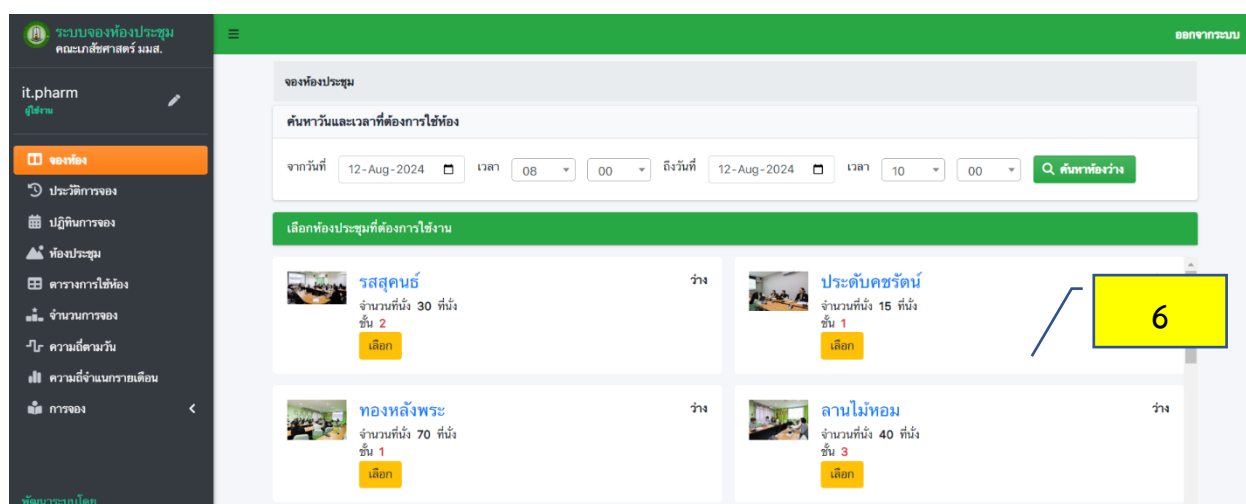 ระบบจองห้องประชุม
คณะเภสัชศาสตร์ มมส.
ออกจากระบบ
it.pharm
ผู้ใช้งาน
จองห้อง
ประวัติการจอง
ปฏิทินการจอง
ห้องประชุม
ตารางการใช้ห้อง
จำนวนการจอง
ความถี่ตามวัน
ความถี่จำแนกรายเดือน
การจอง
พัฒนาระบบโดย
จองห้องประชุม
ค้นหาวันและเวลาที่ต้องการใช้ห้อง
จากวันที่ 12-Aug-2024 เวลา 08 00 ถึงวันที่ 12-Aug-2024 เวลา 10 00 ค้นหาห้องว่าง
เลือกห้องประชุมที่ต้องการใช้งาน
รสสุคนธ์ ว่าง
จำนวนที่นั่ง 30 ที่นั่ง
ชั้น 2
เลือก
ประดับคชรัตน์
จำนวนที่นั่ง 15 ที่นั่ง
ชั้น 1
เลือก
6
ทองหลังพระ ว่าง
จำนวนที่นั่ง 70 ที่นั่ง
ชั้น 1
เลือก
ลานไม้หอม ว่าง
จำนวนที่นั่ง 40 ที่นั่ง
ชั้น 3
เลือก